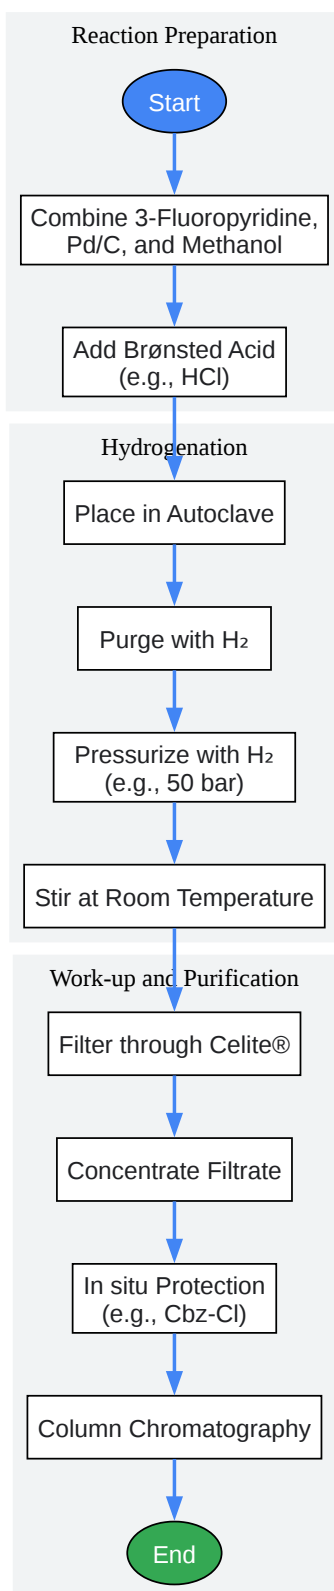 Reaction Preparation
Start
Combine 3-Fluoropyridine,
Pd/C, and Methanol
Add Brønsted Acid
(e.g., HCl)
Hydrogenation
Place in Autoclave
Purge with H₂
Pressurize with H₂
(e.g., 50 bar)
Stir at Room Temperature
Work-up and Purification
Filter through Celite®
Concentrate Filtrate
In situ Protection
(e.g., Cbz-Cl)
Column Chromatography
End